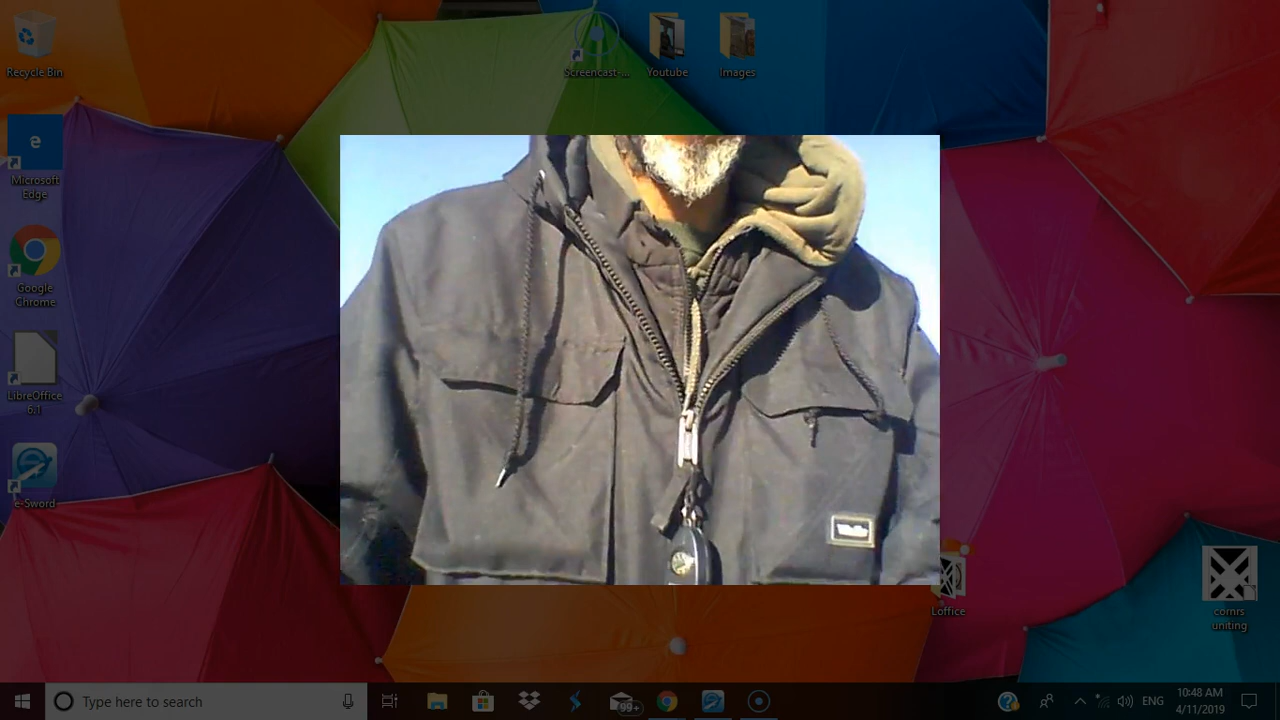 Recycle Bin
Screencast-...
Youtube
Images
Microsoft
Edge
Google
Chrome
LibreOffice
6.1
e-Sword
Loffice
cornrs
uniting
Type here to search
99+
ENG
10:48 AM
4/11/2019